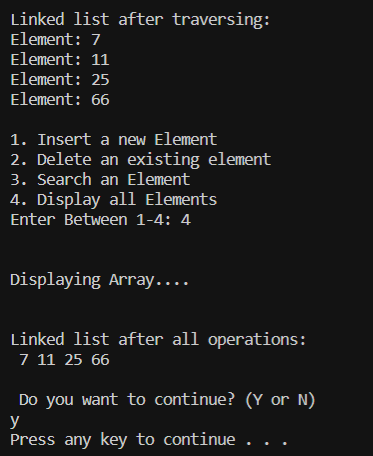 Linked list after traversing:
Element: 7
Element: 11
Element: 25
Element: 66
1. Insert a new Element
2. Delete an existing element
3. Search an Element
4. Display all Elements
Enter Between 1-4: 4
Displaying Array....
Linked list after all operations:
7 11 25 66
Do you want to continue? (Y or N)
y
Press any key to continue . . .